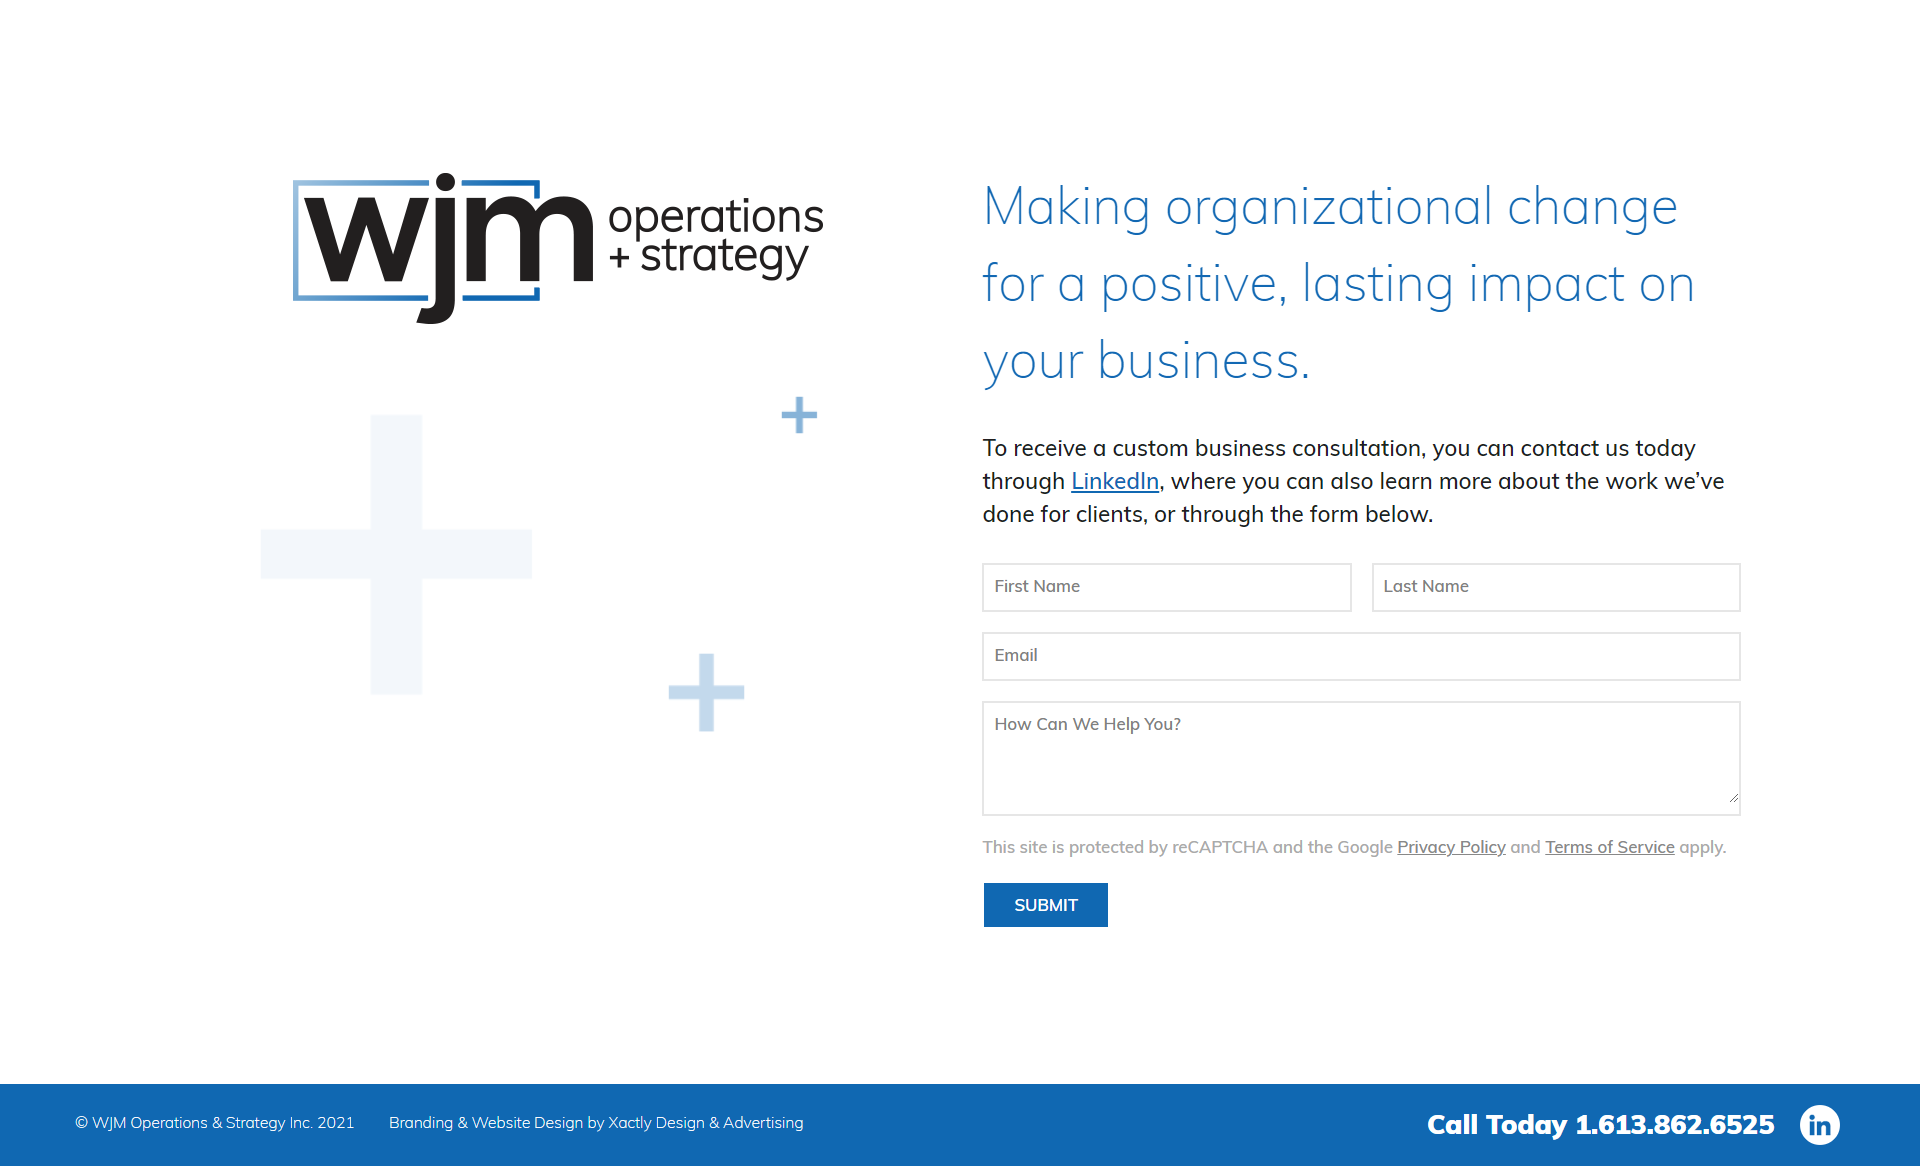 wjm operations
+ strategy
Making organizational change
for a positive, lasting impact on
your business.
To receive a custom business consultation, you can contact us today
through LinkedIn, where you can also learn more about the work we’ve
done for clients, or through the form below.
First Name
Last Name
Email
How Can We Help You?
This site is protected by reCAPTCHA and the Google Privacy Policy and Terms of Service apply.
SUBMIT
© WJM Operations & Strategy Inc. 2021
Branding & Website Design by Xactly Design & Advertising
Call Today 1.613.862.6525
in